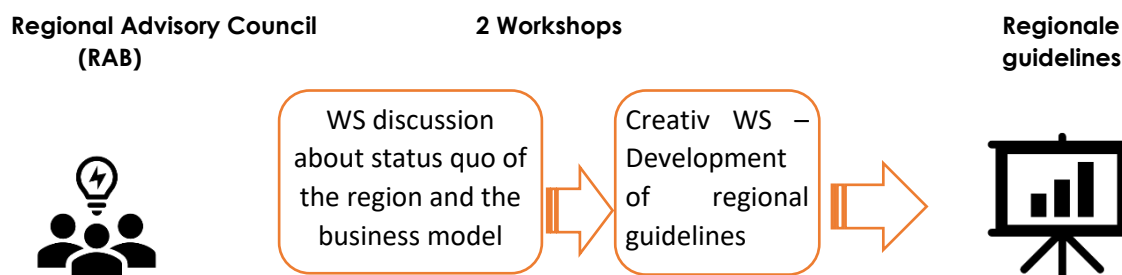 Regional Advisory Council
(RAB)
2 Workshops
Regionale
guidelines
WS discussion
about status quo of
the region and the
business model
Creativ WS –
Development
of regional
guidelines